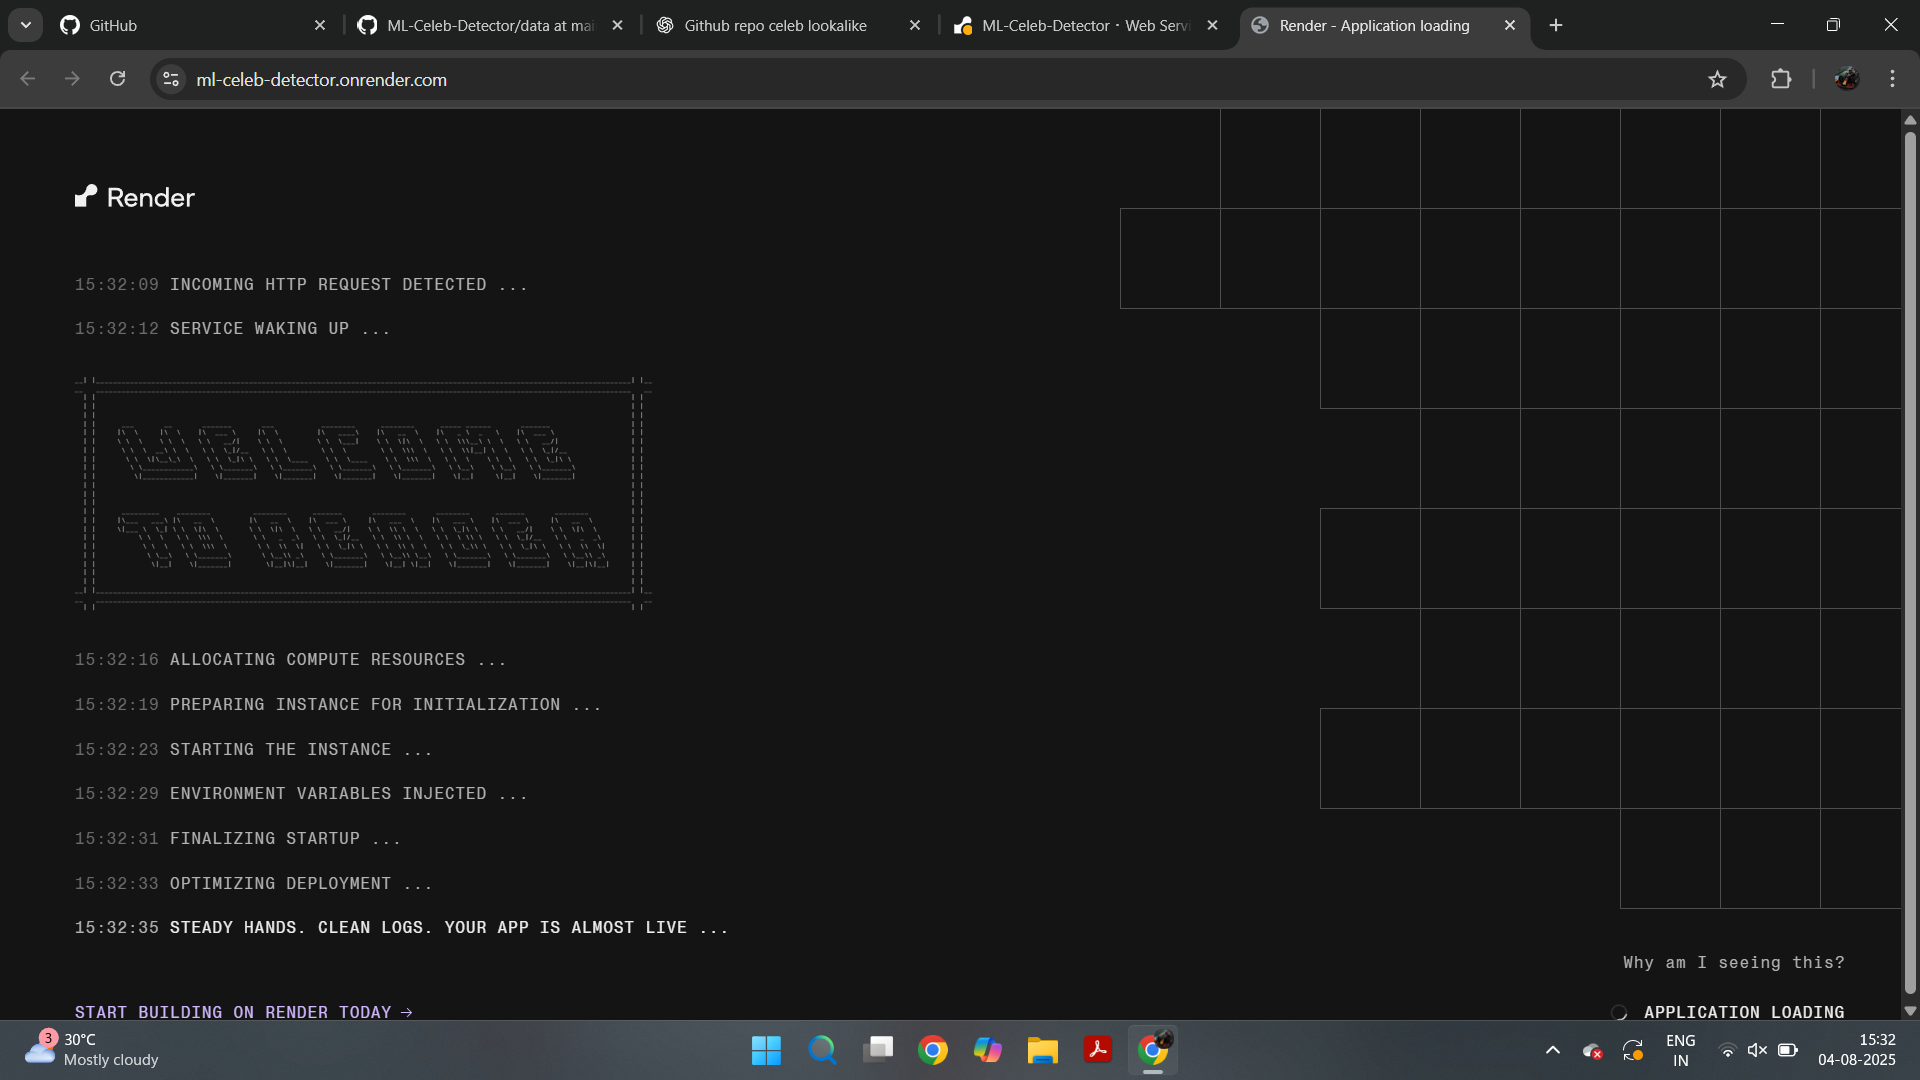 GitHub
ML-Celeb-Detector/data at mai
Github repo celeb lookalike
ML-Celeb-Detector · Web Servi
Render - Application loading
ml-celeb-detector.onrender.com
Render
15:32:09 INCOMING HTTP REQUEST DETECTED ...
15:32:12 SERVICE WAKING UP ...
WELCOME
TO RENDER
15:32:16 ALLOCATING COMPUTE RESOURCES ...
15:32:19 PREPARING INSTANCE FOR INITIALIZATION ...
15:32:23 STARTING THE INSTANCE ...
15:32:29 ENVIRONMENT VARIABLES INJECTED ...
15:32:31 FINALIZING STARTUP ...
15:32:33 OPTIMIZING DEPLOYMENT ...
15:32:35 STEADY HANDS. CLEAN LOGS. YOUR APP IS ALMOST LIVE ...
Why am I seeing this?
START BUILDING ON RENDER TODAY →
APPLICATION LOADING
3
30°C
Mostly cloudy
ENG
IN
15:32
04-08-2025